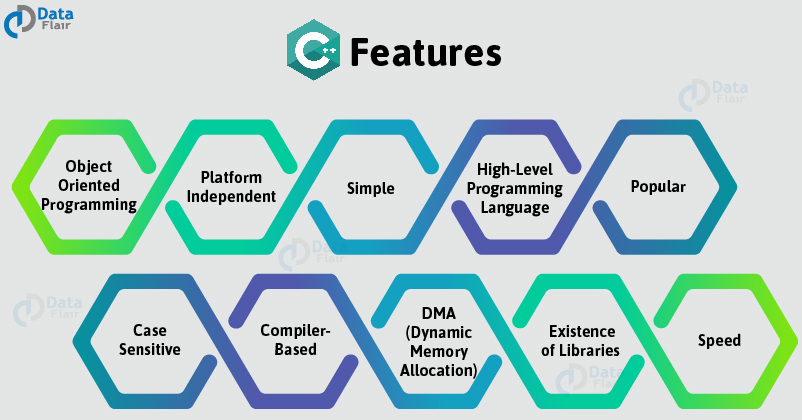 Data
Flair
C++ Features
Data
Flair
Object
Oriented
Programming
Platform
Independent
Simple
High-Level
Programming
Language
Popular
Data
Flair
Data
Flair
Case
Sensitive
Compiler-
Based
DMA
(Dynamic
Memory
Allocation)
Existence
of Libraries
Speed
Data
Flair